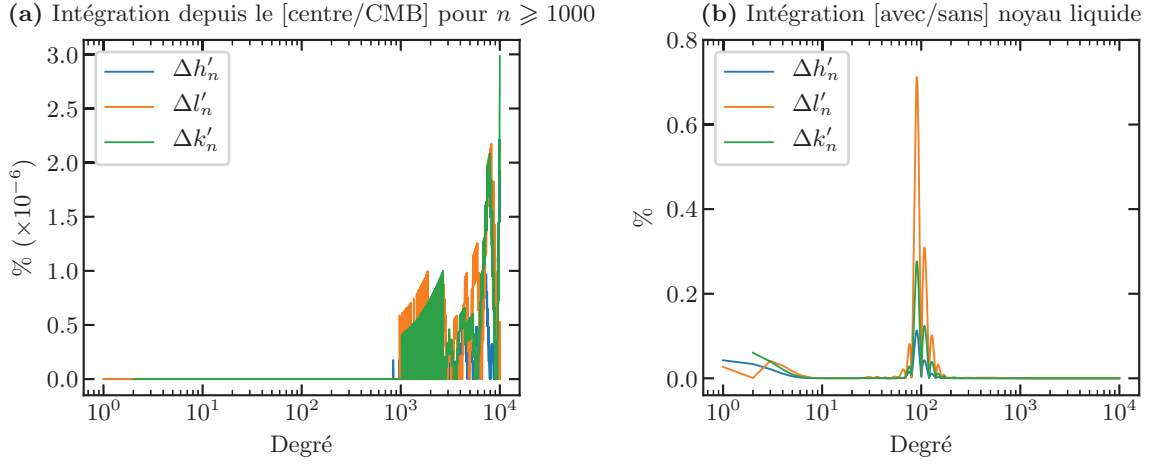 (a) Intégration depuis le [centre/CMB] pour n ⩾ 1000
3.0
2.5
2.0
1.5
1.0
0.5
0.0
% (×10⁻⁶)
Δh′ₙ
Δl′ₙ
Δk′ₙ
10⁰ 10¹ 10² 10³ 10⁴
Degré
(b) Intégration [avec/sans] noyau liquide
0.8
0.6
0.4
0.2
0.0
%
Δh′ₙ
Δl′ₙ
Δk′ₙ
10⁰ 10¹ 10² 10³ 10⁴
Degré